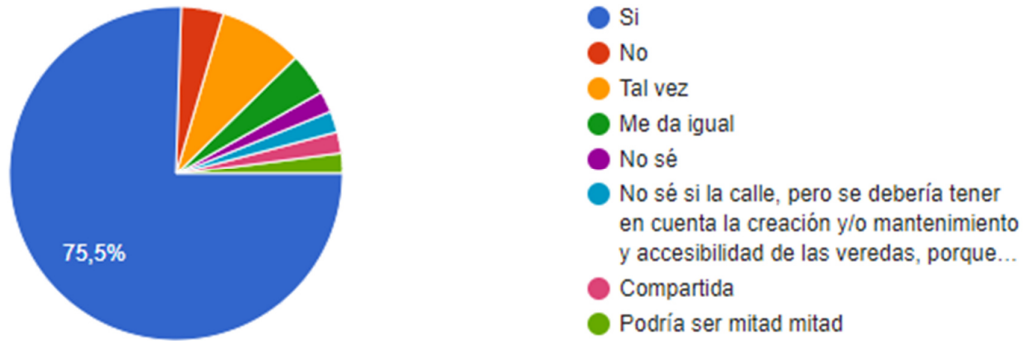 75,5%
Si
No
Tal vez
Me da igual
No sé
No sé si la calle, pero se debería tener
en cuenta la creación y/o mantenimiento
y accesibilidad de las veredas, porque...
Compartida
Podría ser mitad mitad